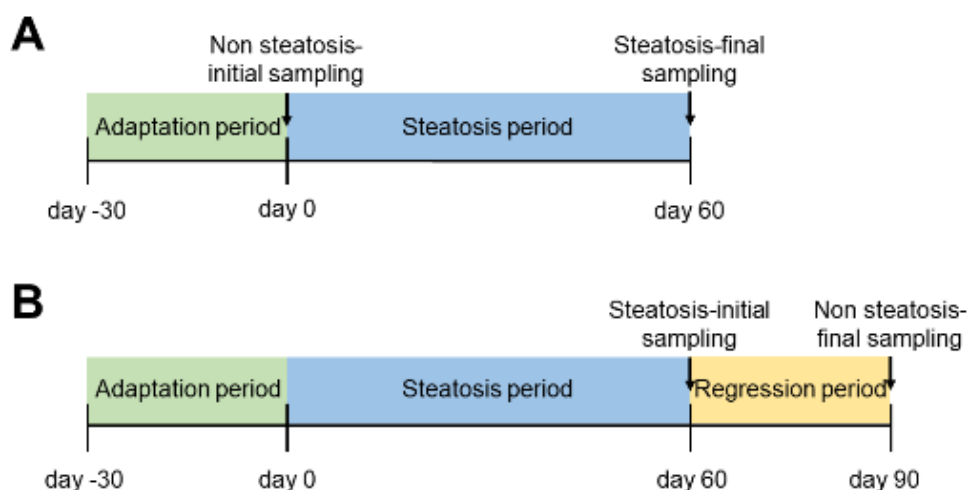 A
Non steatosis-
initial sampling
Steatosis-final
sampling
Adaptation period
Steatosis period
day -30
day 0
day 60
B
Steatosis-initial
sampling
Non steatosis-
final sampling
Adaptation period
Steatosis period
Regression period
day -30
day 0
day 60
day 90